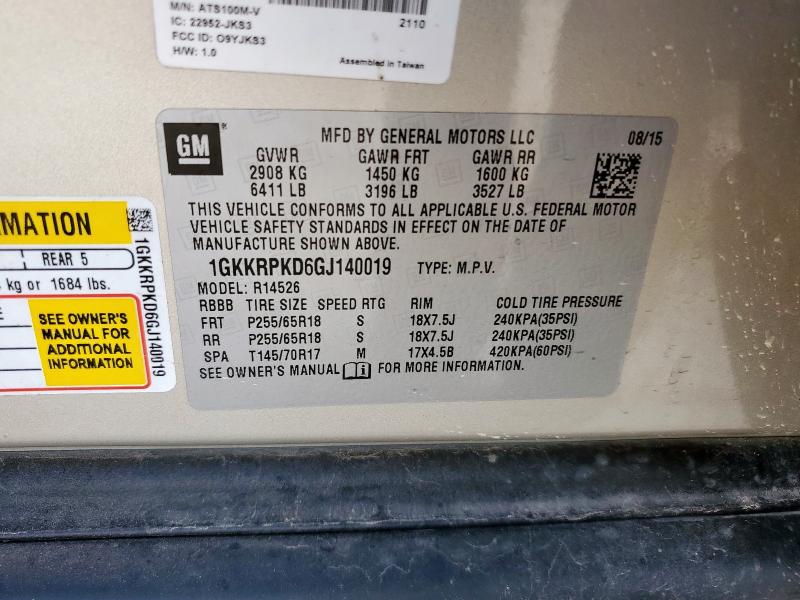 M/N: ATS100M-V
IC: 22952-JKS3 2110
FCC ID: O9YJKS3
H/W: 1.0
Assembled in Taiwan
GM
MFD BY GENERAL MOTORS LLC 08/15
GVWR GAWR FRT GAWR RR
2908 KG 1450 KG 1600 KG
6411 LB 3196 LB 3527 LB
THIS VEHICLE CONFORMS TO ALL APPLICABLE U.S. FEDERAL MOTOR
VEHICLE SAFETY STANDARDS IN EFFECT ON THE DATE OF
MANUFACTURE SHOWN ABOVE.
1GKKRPKD6GJ140019 TYPE: M.P.V.
MODEL: R14526
RBBB TIRE SIZE SPEED RTG RIM COLD TIRE PRESSURE
FRT P255/65R18 S 18X7.5J 240KPA(35PSI)
RR P255/65R18 S 18X7.5J 240KPA(35PSI)
SPA T145/70R17 M 17X4.5B 420KPA(60PSI)
SEE OWNER'S MANUAL FOR MORE INFORMATION.
REAR 5
kg or 1684 lbs.
SEE OWNER'S
MANUAL FOR
ADDITIONAL
INFORMATION
1GKKRPKD6GJ140019